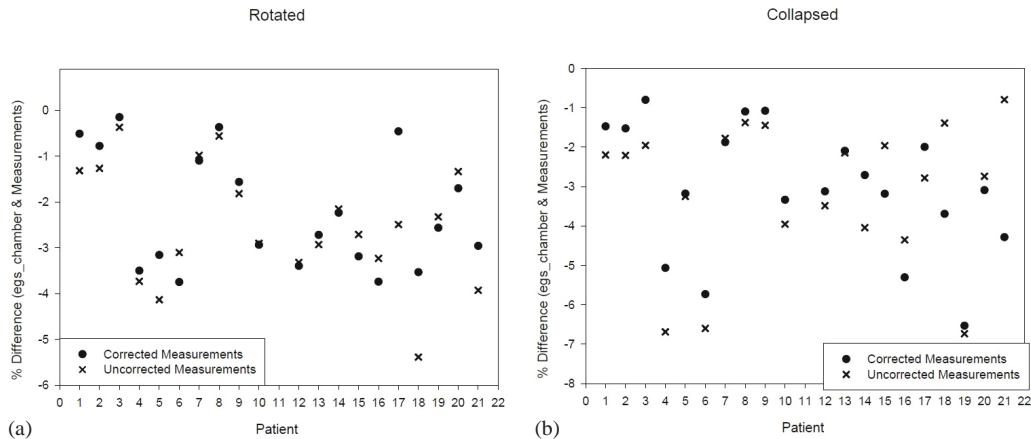 Rotated
% Difference (egs_chamber & Measurements)
0
-1
-2
-3
-4
-5
-6
0 1 2 3 4 5 6 7 8 9 10 11 12 13 14 15 16 17 18 19 20 21 22
Corrected Measurements
Uncorrected Measurements
Patient
(a)
Collapsed
% Difference (egs_chamber & Measurements)
0
-1
-2
-3
-4
-5
-6
-7
-8
0 1 2 3 4 5 6 7 8 9 10 11 12 13 14 15 16 17 18 19 20 21 22
Corrected Measurements
Uncorrected Measurements
Patient
(b)